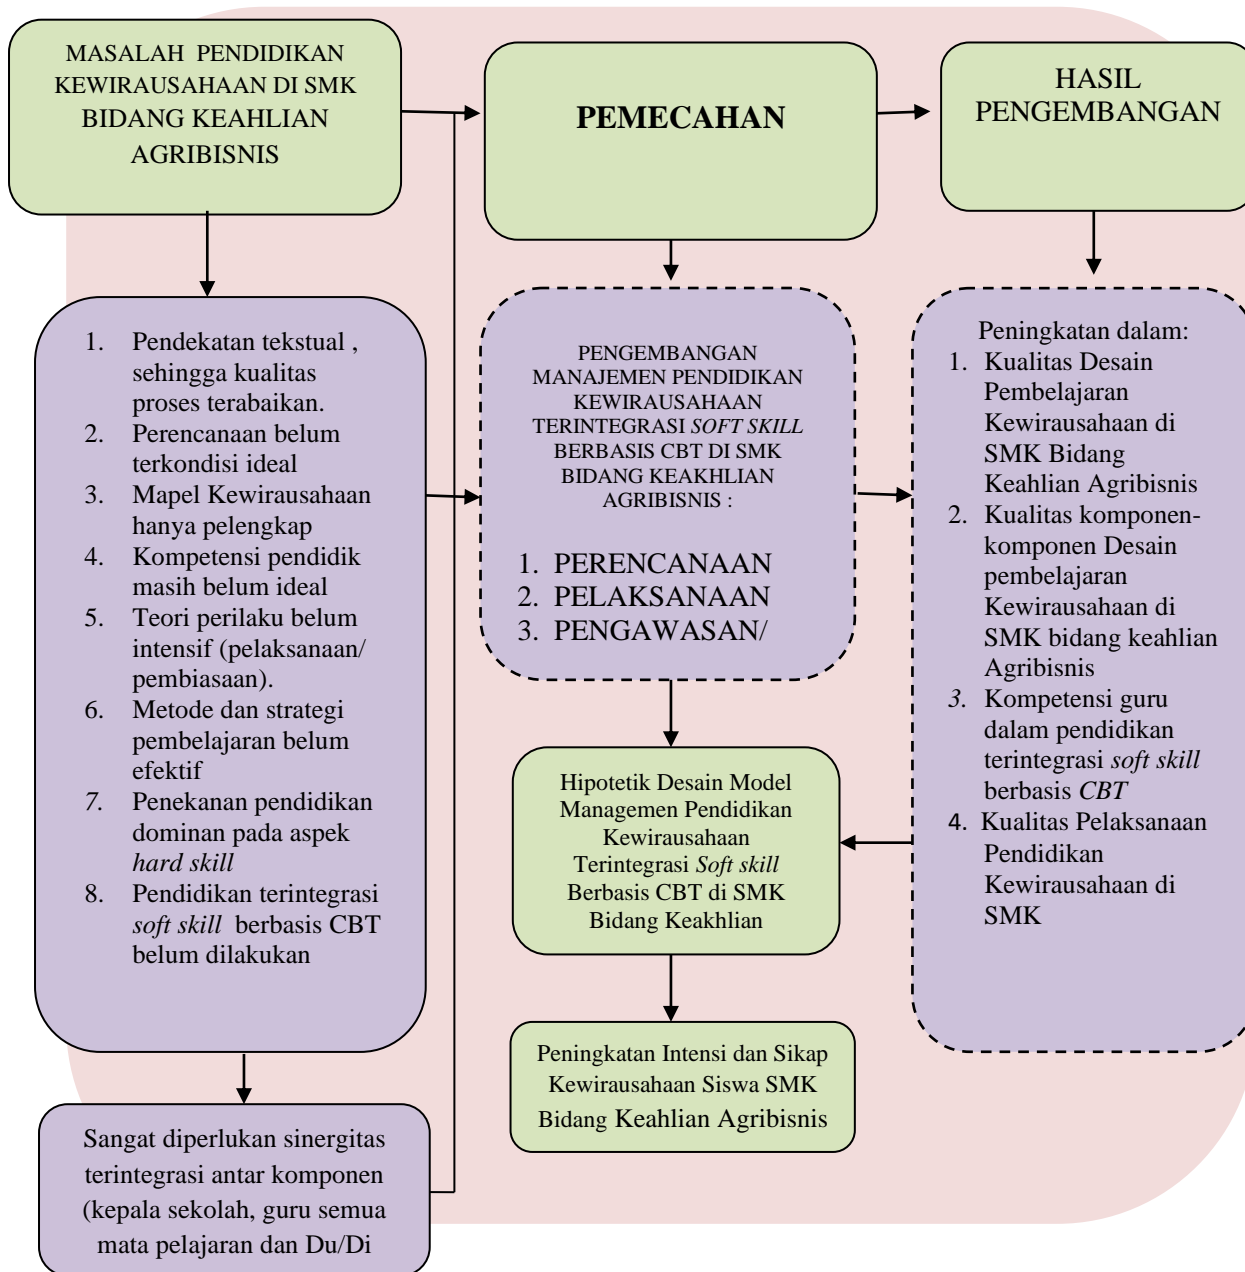 MASALAH PENDIDIKAN
KEWIRAUSAHAAN DI SMK
BIDANG KEAHLIAN
AGRIBISNIS
PEMECAHAN
HASIL
PENGEMBANGAN
1. Pendekatan tekstual ,
sehingga kualitas
proses terabaikan.
2. Perencanaan belum
terkondisi ideal
3. Mapel Kewirausahaan
hanya pelengkap
4. Kompetensi pendidik
masih belum ideal
5. Teori perilaku belum
intensif (pelaksanaan/
pembiasaan).
6. Metode dan strategi
pembelajaran belum
efektif
7. Penekanan pendidikan
dominan pada aspek
hard skill
8. Pendidikan terintegrasi
soft skill berbasis CBT
belum dilakukan
PENGEMBANGAN
MANAJEMEN PENDIDIKAN
KEWIRAUSAHAAN
TERINTEGRASI SOFT SKILL
BERBASIS CBT DI SMK
BIDANG KEAKHLIAN
AGRIBISNIS :
1. PERENCANAAN
2. PELAKSANAAN
3. PENGAWASAN/
Peningkatan dalam:
1. Kualitas Desain
Pembelajaran
Kewirausahaan di
SMK Bidang
Keahlian Agribisnis
2. Kualitas komponen-
komponen Desain
pembelajaran
Kewirausahaan di
SMK bidang keahlian
Agribisnis
3. Kompetensi guru
dalam pendidikan
terintegrasi soft skill
berbasis CBT
4. Kualitas Pelaksanaan
Pendidikan
Kewirausahaan di
SMK
Hipotetik Desain Model
Managemen Pendidikan
Kewirausahaan
Terintegrasi Soft skill
Berbasis CBT di SMK
Bidang Keakhlian
Peningkatan Intensi dan Sikap
Kewirausahaan Siswa SMK
Bidang Keahlian Agribisnis
Sangat diperlukan sinergitas
terintegrasi antar komponen
(kepala sekolah, guru semua
mata pelajaran dan Du/Di